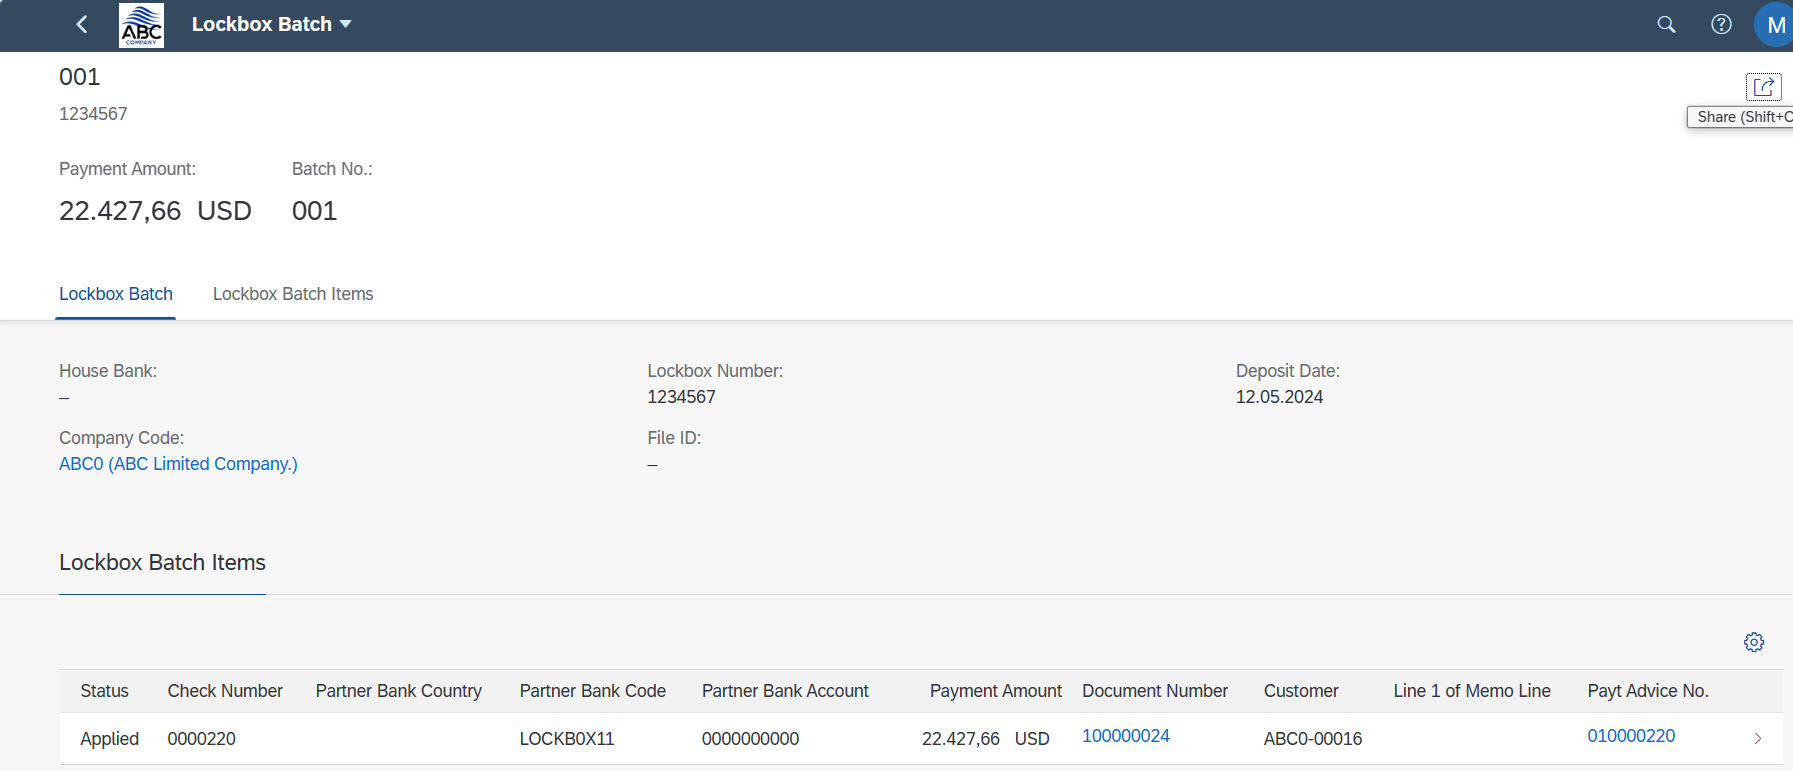 ABC
COMPANY
Lockbox Batch
M
001
1234567
Share (Shift+C
Payment Amount: Batch No.:
22.427,66 USD 001
Lockbox Batch Lockbox Batch Items
House Bank: Lockbox Number: Deposit Date:
– 1234567 12.05.2024
Company Code: File ID:
ABC0 (ABC Limited Company.) –
Lockbox Batch Items
Status Check Number Partner Bank Country Partner Bank Code Partner Bank Account Payment Amount Document Number Customer Line 1 of Memo Line Payt Advice No.
Applied 0000220 LOCKB0X11 0000000000 22.427,66 USD 100000024 ABC0-00016 010000220